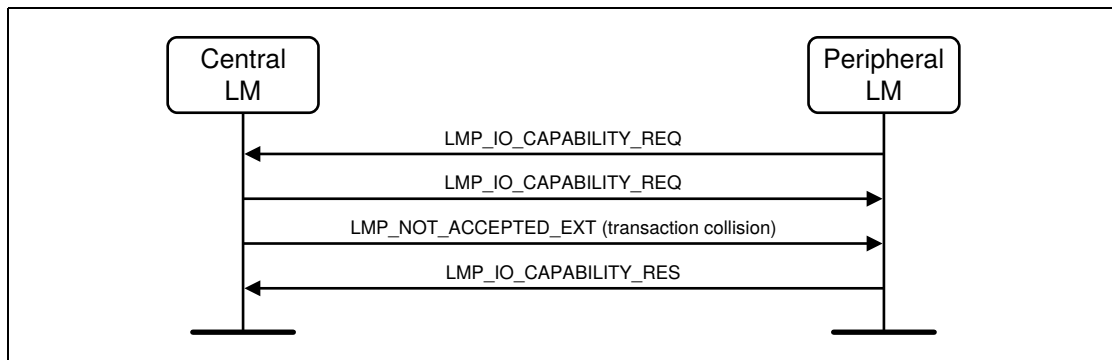 Central
LM
Peripheral
LM
LMP_IO_CAPABILITY_REQ
LMP_IO_CAPABILITY_REQ
LMP_NOT_ACCEPTED_EXT (transaction collision)
LMP_IO_CAPABILITY_RES